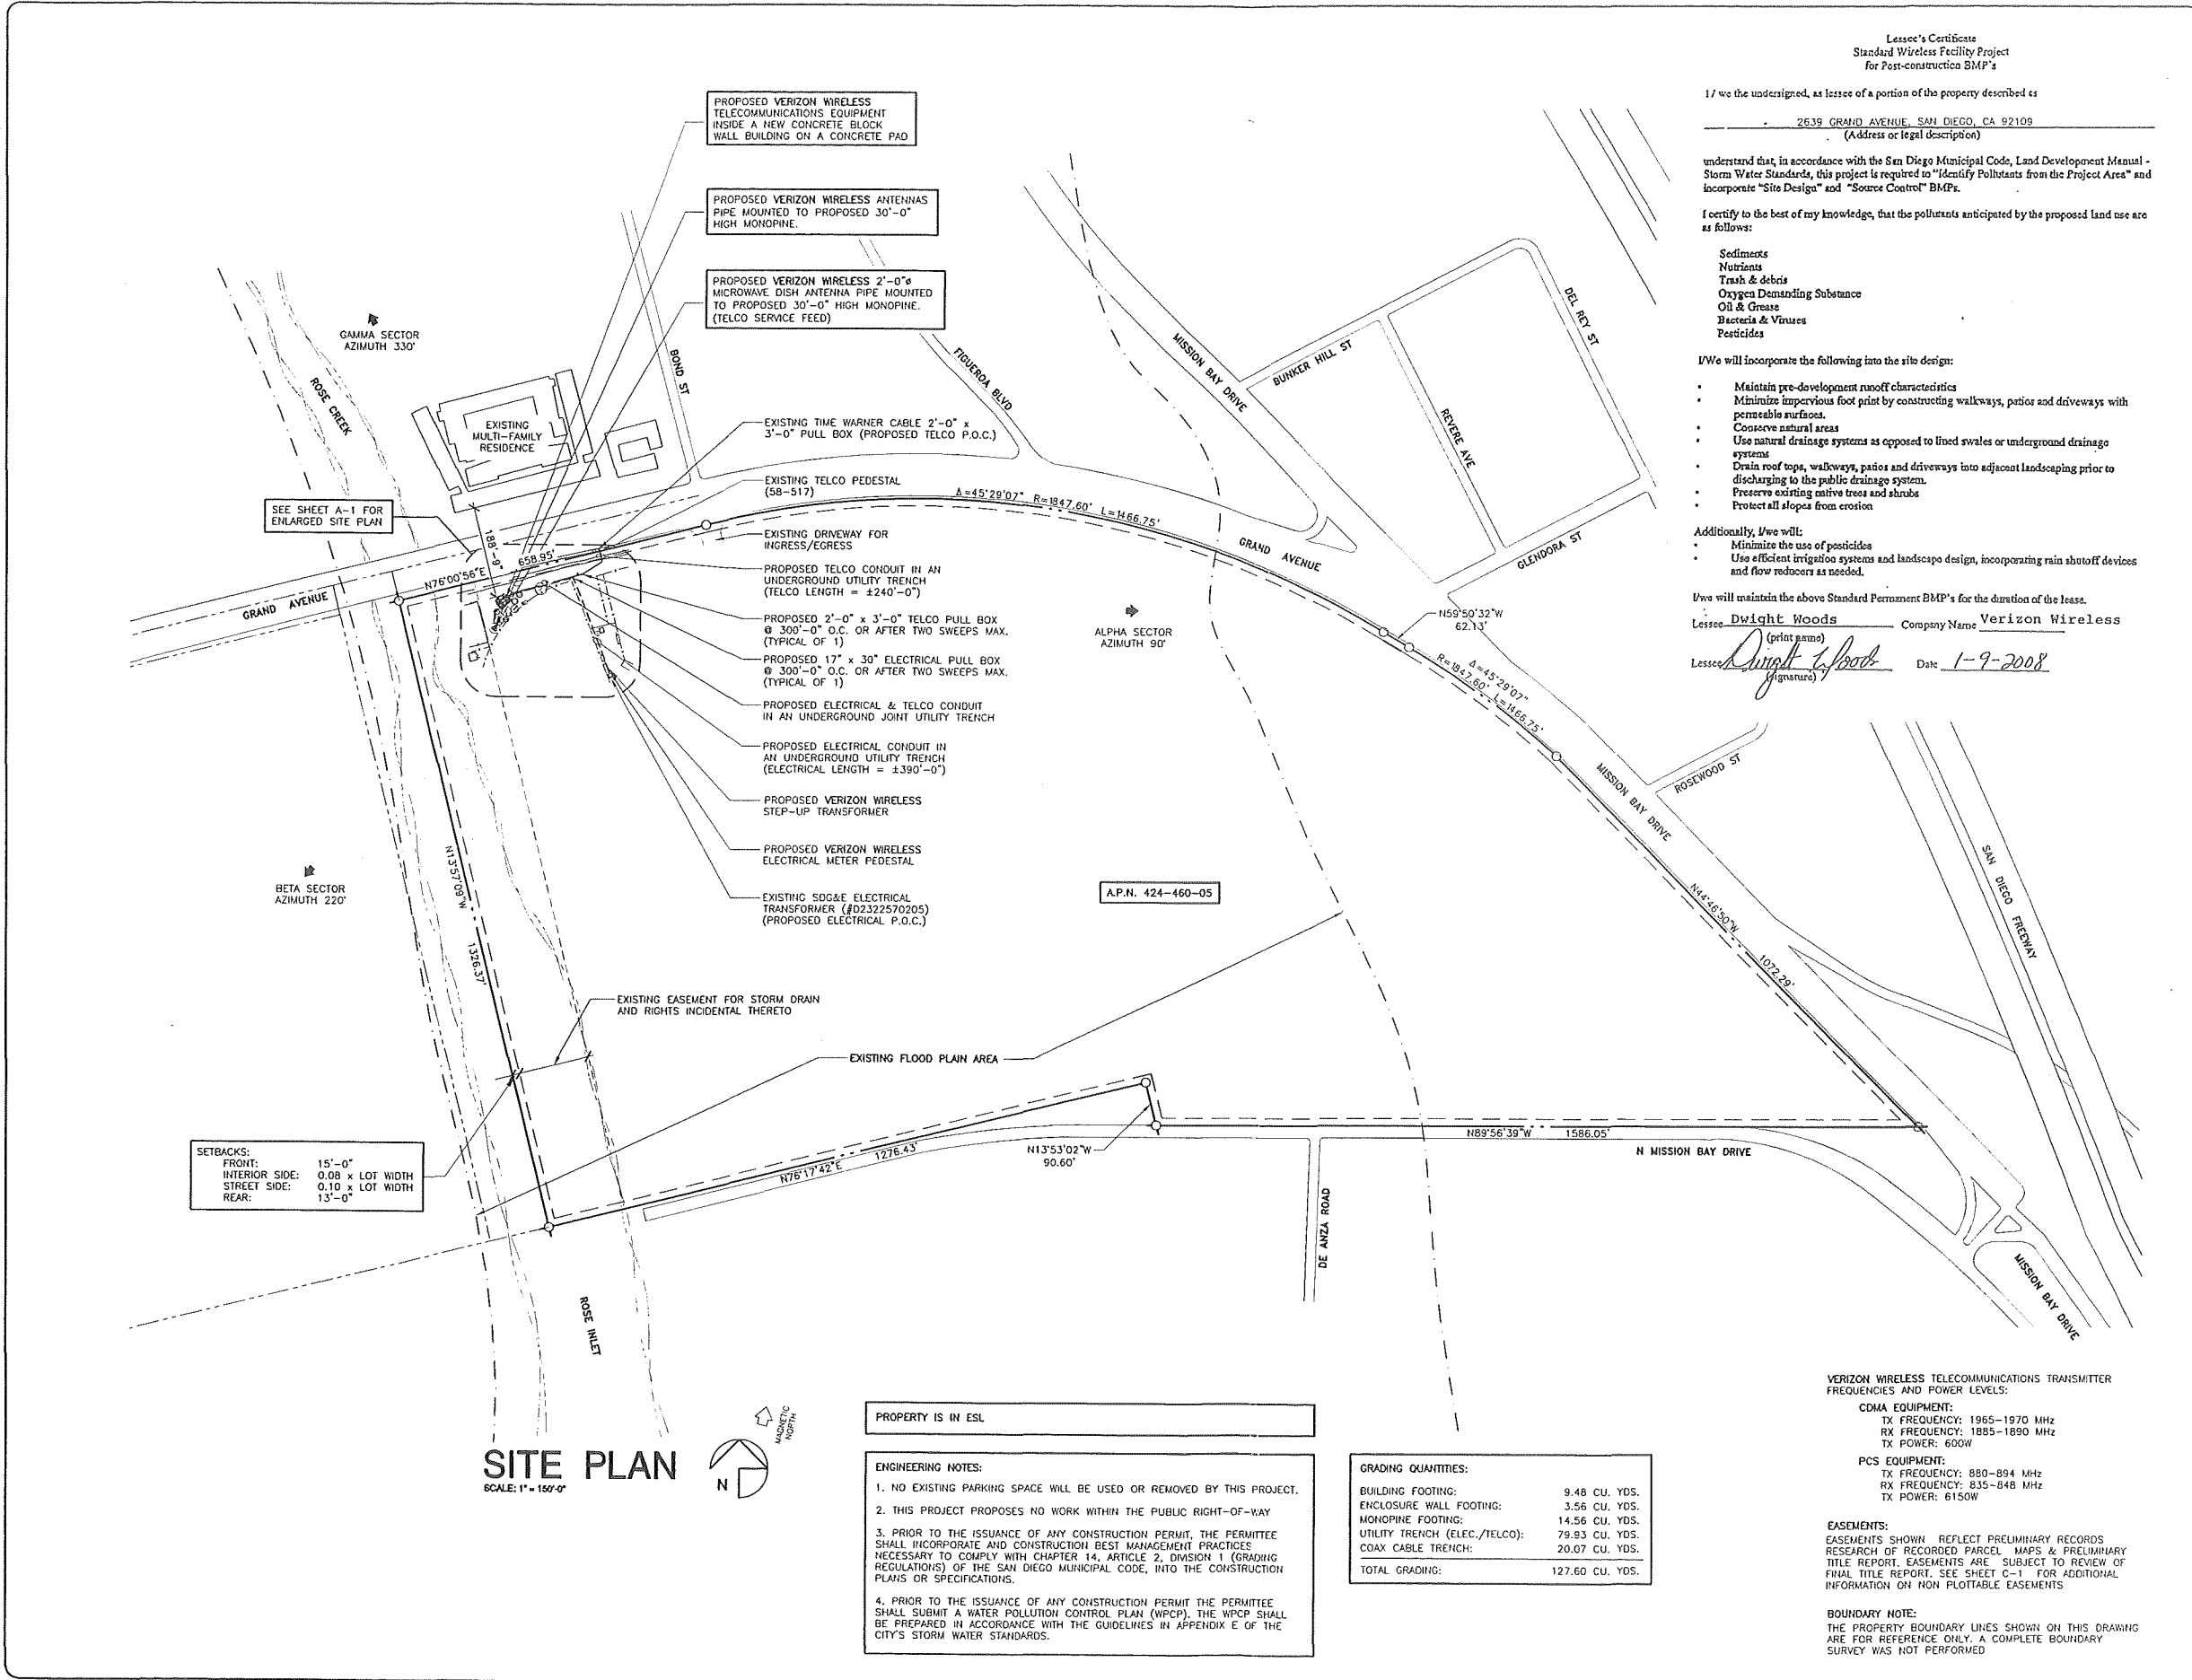 Lessee's Certificate
Standard Wireless Facility Project
for Post-construction BMP's
I / we the undersigned, as lessee of a portion of the property described as
2639 GRAND AVENUE, SAN DIEGO, CA 92109
(Address or legal description)
understand that, in accordance with the San Diego Municipal Code, Land Development Manual -
Storm Water Standards, this project is required to "Identify Pollutants from the Project Area" and
incorporate "Site Design" and "Source Control" BMPs.
I certify to the best of my knowledge, that the pollutants anticipated by the proposed land use are
as follows:
Sediments
Nutrients
Trash & debris
Oxygen Demanding Substance
Oil & Grease
Bacteria & Viruses
Pesticides
I/We will incorporate the following into the site design:
• Maintain pre-development runoff characteristics
• Minimize impervious foot print by constructing walkways, patios and driveways with
permeable surfaces.
• Conserve natural areas
• Use natural drainage systems as opposed to lined swales or underground drainage
systems
• Drain roof tops, walkways, patios and driveways into adjacent landscaping prior to
discharging to the public drainage system.
• Preserve existing native trees and shrubs
• Protect all slopes from erosion
Additionally, I/we will:
• Minimize the use of pesticides
• Use efficient irrigation systems and landscape design, incorporating rain shutoff devices
and flow reducers as needed.
I/we will maintain the above Standard Permanent BMP's for the duration of the lease.
Lessee Dwight Woods Company Name Verizon Wireless
(print name)
Lessee Dwight Woods Date 1-9-2008
(signature)
PROPOSED VERIZON WIRELESS
TELECOMMUNICATIONS EQUIPMENT
INSIDE A NEW CONCRETE BLOCK
WALL BUILDING ON A CONCRETE PAD
PROPOSED VERIZON WIRELESS ANTENNAS
PIPE MOUNTED TO PROPOSED 30'-0"
HIGH MONOPINE.
PROPOSED VERIZON WIRELESS 2'-0"ø
MICROWAVE DISH ANTENNA PIPE MOUNTED
TO PROPOSED 30'-0" HIGH MONOPINE.
(TELCO SERVICE FEED)
GAMMA SECTOR
AZIMUTH 330°
ROSE CREEK
EXISTING
MULTI-FAMILY
RESIDENCE
BOND ST
FIGUEROA BLVD
MISSION BAY DRIVE
BUNKER HILL ST
DEL REY ST
REVERE AVE
GLENDORA ST
EXISTING TIME WARNER CABLE 2'-0" x
3'-0" PULL BOX (PROPOSED TELCO P.O.C.)
EXISTING TELCO PEDESTAL
(58-517)
Δ=45°29'07" R=1847.60' L=1466.75'
GRAND AVENUE
SEE SHEET A-1 FOR
ENLARGED SITE PLAN
188'-9"
658.95'
N76°00'56"E
GRAND AVENUE
EXISTING DRIVEWAY FOR
INGRESS/EGRESS
PROPOSED TELCO CONDUIT IN AN
UNDERGROUND UTILITY TRENCH
(TELCO LENGTH = ±240'-0")
PROPOSED 2'-0" x 3'-0" TELCO PULL BOX
@ 300'-0" O.C. OR AFTER TWO SWEEPS MAX.
(TYPICAL OF 1)
PROPOSED 17" x 30" ELECTRICAL PULL BOX
@ 300'-0" O.C. OR AFTER TWO SWEEPS MAX.
(TYPICAL OF 1)
PROPOSED ELECTRICAL & TELCO CONDUIT
IN AN UNDERGROUND JOINT UTILITY TRENCH
PROPOSED ELECTRICAL CONDUIT IN
AN UNDERGROUND UTILITY TRENCH
(ELECTRICAL LENGTH = ±390'-0")
PROPOSED VERIZON WIRELESS
STEP-UP TRANSFORMER
PROPOSED VERIZON WIRELESS
ELECTRICAL METER PEDESTAL
EXISTING SDG&E ELECTRICAL
TRANSFORMER (#D2322570205)
(PROPOSED ELECTRICAL P.O.C.)
ALPHA SECTOR
AZIMUTH 90°
N59°50'32"W
62.13'
Δ=45°29'07"
R=1847.60' L=1466.75'
MISSION BAY DRIVE
ROSEWOOD ST
SAN DIEGO FREEWAY
N44°46'50"W
1072.29'
BETA SECTOR
AZIMUTH 220°
N13°57'09"W
1326.37'
A.P.N. 424-460-05
EXISTING EASEMENT FOR STORM DRAIN
AND RIGHTS INCIDENTAL THERETO
EXISTING FLOOD PLAIN AREA
SETBACKS:
FRONT: 15'-0"
INTERIOR SIDE: 0.08 x LOT WIDTH
STREET SIDE: 0.10 x LOT WIDTH
REAR: 13'-0"
N76°17'42"E 1276.43'
N13°53'02"W
90.60'
N89°56'39"W 1586.05'
N MISSION BAY DRIVE
DE ANZA ROAD
MISSION BAY DRIVE
ROSE INLET
SITE PLAN
SCALE: 1" = 150'-0"
N
MAGNETIC
NORTH
PROPERTY IS IN ESL
ENGINEERING NOTES:
1. NO EXISTING PARKING SPACE WILL BE USED OR REMOVED BY THIS PROJECT.
2. THIS PROJECT PROPOSES NO WORK WITHIN THE PUBLIC RIGHT-OF-WAY
3. PRIOR TO THE ISSUANCE OF ANY CONSTRUCTION PERMIT, THE PERMITTEE
SHALL INCORPORATE AND CONSTRUCTION BEST MANAGEMENT PRACTICES
NECESSARY TO COMPLY WITH CHAPTER 14, ARTICLE 2, DIVISION 1 (GRADING
REGULATIONS) OF THE SAN DIEGO MUNICIPAL CODE, INTO THE CONSTRUCTION
PLANS OR SPECIFICATIONS.
4. PRIOR TO THE ISSUANCE OF ANY CONSTRUCTION PERMIT THE PERMITTEE
SHALL SUBMIT A WATER POLLUTION CONTROL PLAN (WPCP). THE WPCP SHALL
BE PREPARED IN ACCORDANCE WITH THE GUIDELINES IN APPENDIX E OF THE
CITY'S STORM WATER STANDARDS.
GRADING QUANTITIES:
BUILDING FOOTING: 9.48 CU. YDS.
ENCLOSURE WALL FOOTING: 3.56 CU. YDS.
MONOPINE FOOTING: 14.56 CU. YDS.
UTILITY TRENCH (ELEC./TELCO): 79.93 CU. YDS.
COAX CABLE TRENCH: 20.07 CU. YDS.
TOTAL GRADING: 127.60 CU. YDS.
VERIZON WIRELESS TELECOMMUNICATIONS TRANSMITTER
FREQUENCIES AND POWER LEVELS:
CDMA EQUIPMENT:
TX FREQUENCY: 1965-1970 MHz
RX FREQUENCY: 1885-1890 MHz
TX POWER: 600W
PCS EQUIPMENT:
TX FREQUENCY: 880-894 MHz
RX FREQUENCY: 835-848 MHz
TX POWER: 6150W
EASEMENTS:
EASEMENTS SHOWN REFLECT PRELIMINARY RECORDS
RESEARCH OF RECORDED PARCEL MAPS & PRELIMINARY
TITLE REPORT. EASEMENTS ARE SUBJECT TO REVIEW OF
FINAL TITLE REPORT. SEE SHEET C-1 FOR ADDITIONAL
INFORMATION ON NON PLOTTABLE EASEMENTS
BOUNDARY NOTE:
THE PROPERTY BOUNDARY LINES SHOWN ON THIS DRAWING
ARE FOR REFERENCE ONLY. A COMPLETE BOUNDARY
SURVEY WAS NOT PERFORMED